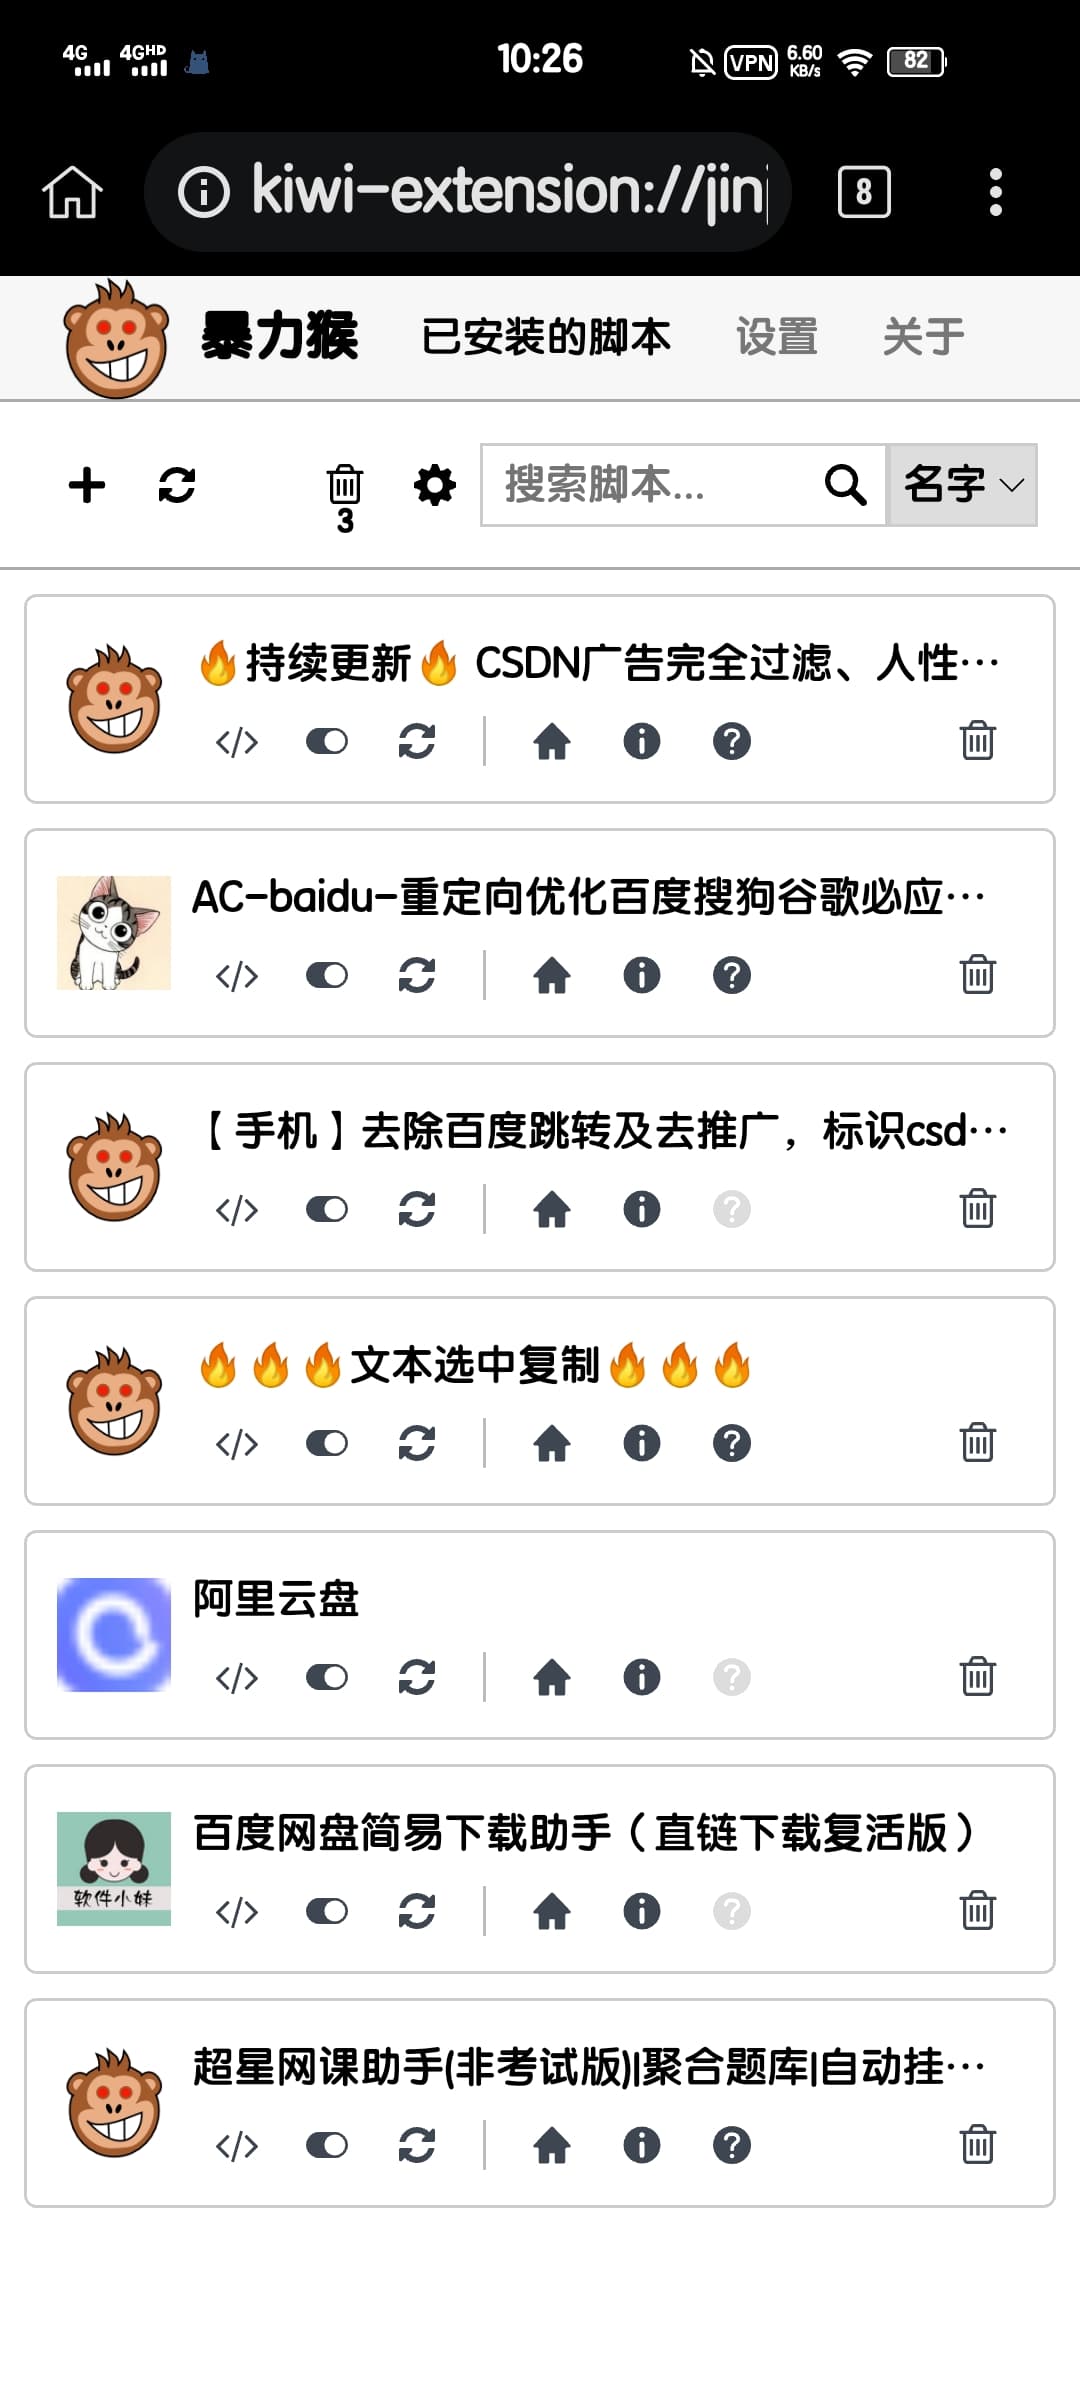 4G 4GHD 10:26 VPN 6.60 KB/s 82
kiwi-extension://jin
8
暴力猴 已安装的脚本 设置 关于
3
搜索脚本... 名字
🔥持续更新🔥 CSDN广告完全过滤、人性…
AC-baidu-重定向优化百度搜狗谷歌必应…
【手机】去除百度跳转及去推广，标识csd…
🔥🔥🔥文本选中复制🔥🔥🔥
阿里云盘
百度网盘简易下载助手（直链下载复活版）
软件小妹
超星网课助手(非考试版)|聚合题库|自动挂…